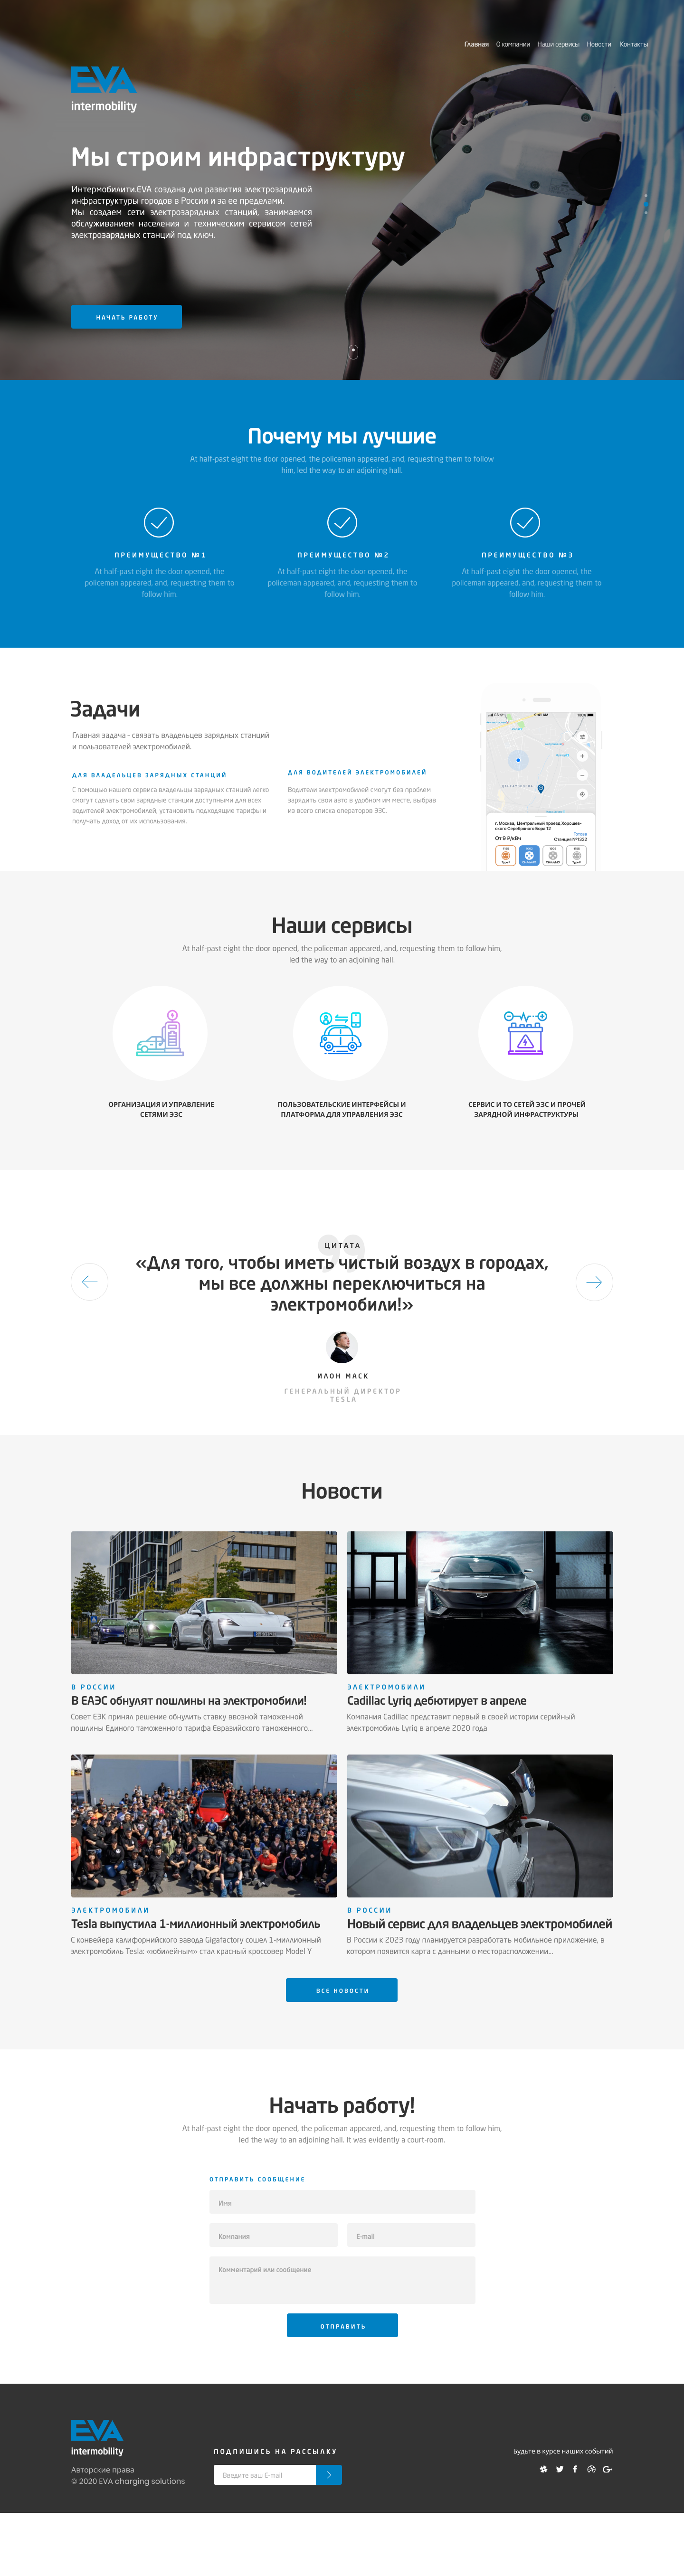 Главная О компании Наши сервисы Новости Контакты
EVA
intermobility
Мы строим инфраструктуру
Интермобилити.EVA создана для развития электрозарядной
инфраструктуры городов в России и за ее пределами.
Мы создаем сети электрозарядных станций, занимаемся
обслуживанием населения и техническим сервисом сетей
электрозарядных станций под ключ.
НАЧАТЬ РАБОТУ
Почему мы лучшие
At half-past eight the door opened, the policeman appeared, and, requesting them to follow
him, led the way to an adjoining hall.
ПРЕИМУЩЕСТВО №1
At half-past eight the door opened, the
policeman appeared, and, requesting them to
follow him.
ПРЕИМУЩЕСТВО №2
At half-past eight the door opened, the
policeman appeared, and, requesting them to
follow him.
ПРЕИМУЩЕСТВО №3
At half-past eight the door opened, the
policeman appeared, and, requesting them to
follow him.
Задачи
Главная задача - связать владельцев зарядных станций
и пользователей электромобилей.
ДЛЯ ВЛАДЕЛЬЦЕВ ЗАРЯДНЫХ СТАНЦИЙ
С помощью нашего сервиса владельцы зарядных станций легко
смогут сделать свои зарядные станции доступными для всех
водителей электромобилей, установить подходящие тарифы и
получать доход от их использования.
ДЛЯ ВОДИТЕЛЕЙ ЭЛЕКТРОМОБИЛЕЙ
Водители электромобилей смогут без проблем
зарядить свои авто в удобном им месте, выбрав
из всего списка операторов ЭЗС.
9:41 AM
100%
г. Москва, Центральный проезд Хорошев-
ского Серебряного Бора 12
Готова
От 9 Р/кВч
Станция №1322
Наши сервисы
At half-past eight the door opened, the policeman appeared, and, requesting them to follow him,
led the way to an adjoining hall.
ОРГАНИЗАЦИЯ И УПРАВЛЕНИЕ
СЕТЯМИ ЭЗС
ПОЛЬЗОВАТЕЛЬСКИЕ ИНТЕРФЕЙСЫ И
ПЛАТФОРМА ДЛЯ УПРАВЛЕНИЯ ЭЗС
СЕРВИС И ТО СЕТЕЙ ЭЗС И ПРОЧЕЙ
ЗАРЯДНОЙ ИНФРАСТРУКТУРЫ
ЦИТАТА
«Для того, чтобы иметь чистый воздух в городах,
мы все должны переключиться на
электромобили!»
ИЛОН МАСК
ГЕНЕРАЛЬНЫЙ ДИРЕКТОР
TESLA
Новости
В РОССИИ
В ЕАЭС обнулят пошлины на электромобили!
Совет ЕЭК принял решение обнулить ставку ввозной таможенной
пошлины Единого таможенного тарифа Евразийского таможенного...
ЭЛЕКТРОМОБИЛИ
Cadillac Lyriq дебютирует в апреле
Компания Cadillac представит первый в своей истории серийный
электромобиль Lyriq в апреле 2020 года
ЭЛЕКТРОМОБИЛИ
Tesla выпустила 1-миллионный электромобиль
С конвейера калифорнийского завода Gigafactory сошел 1-миллионный
электромобиль Tesla: «юбилейным» стал красный кроссовер Model Y
В РОССИИ
Новый сервис для владельцев электромобилей
В России к 2023 году планируется разработать мобильное приложение, в
котором появится карта с данными о месторасположении...
ВСЕ НОВОСТИ
Начать работу!
At half-past eight the door opened, the policeman appeared, and, requesting them to follow him,
led the way to an adjoining hall. It was evidently a court-room.
ОТПРАВИТЬ СООБЩЕНИЕ
Имя
Компания
E-mail
Комментарий или сообщение
ОТПРАВИТЬ
EVA
intermobility
Авторские права
© 2020 EVA charging solutions
ПОДПИШИСЬ НА РАССЫЛКУ
Введите ваш E-mail
Будьте в курсе наших событий